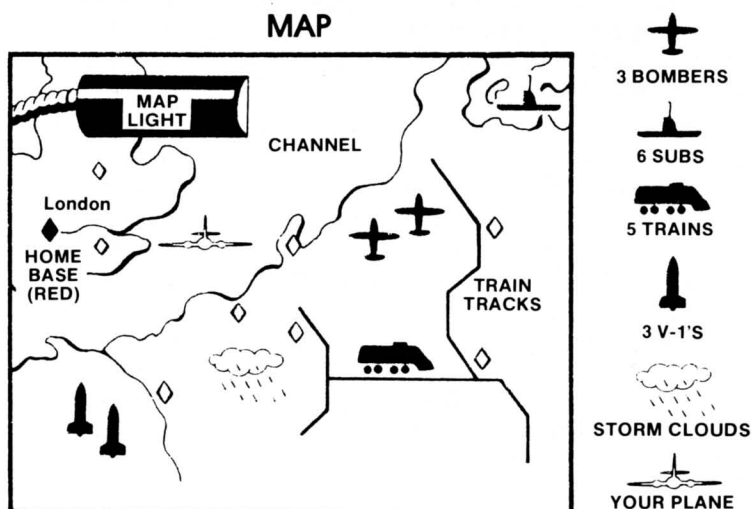 MAP
MAP
LIGHT
CHANNEL
London
HOME
BASE
(RED)
TRAIN
TRACKS
3 BOMBERS
6 SUBS
5 TRAINS
3 V-1'S
STORM CLOUDS
YOUR PLANE